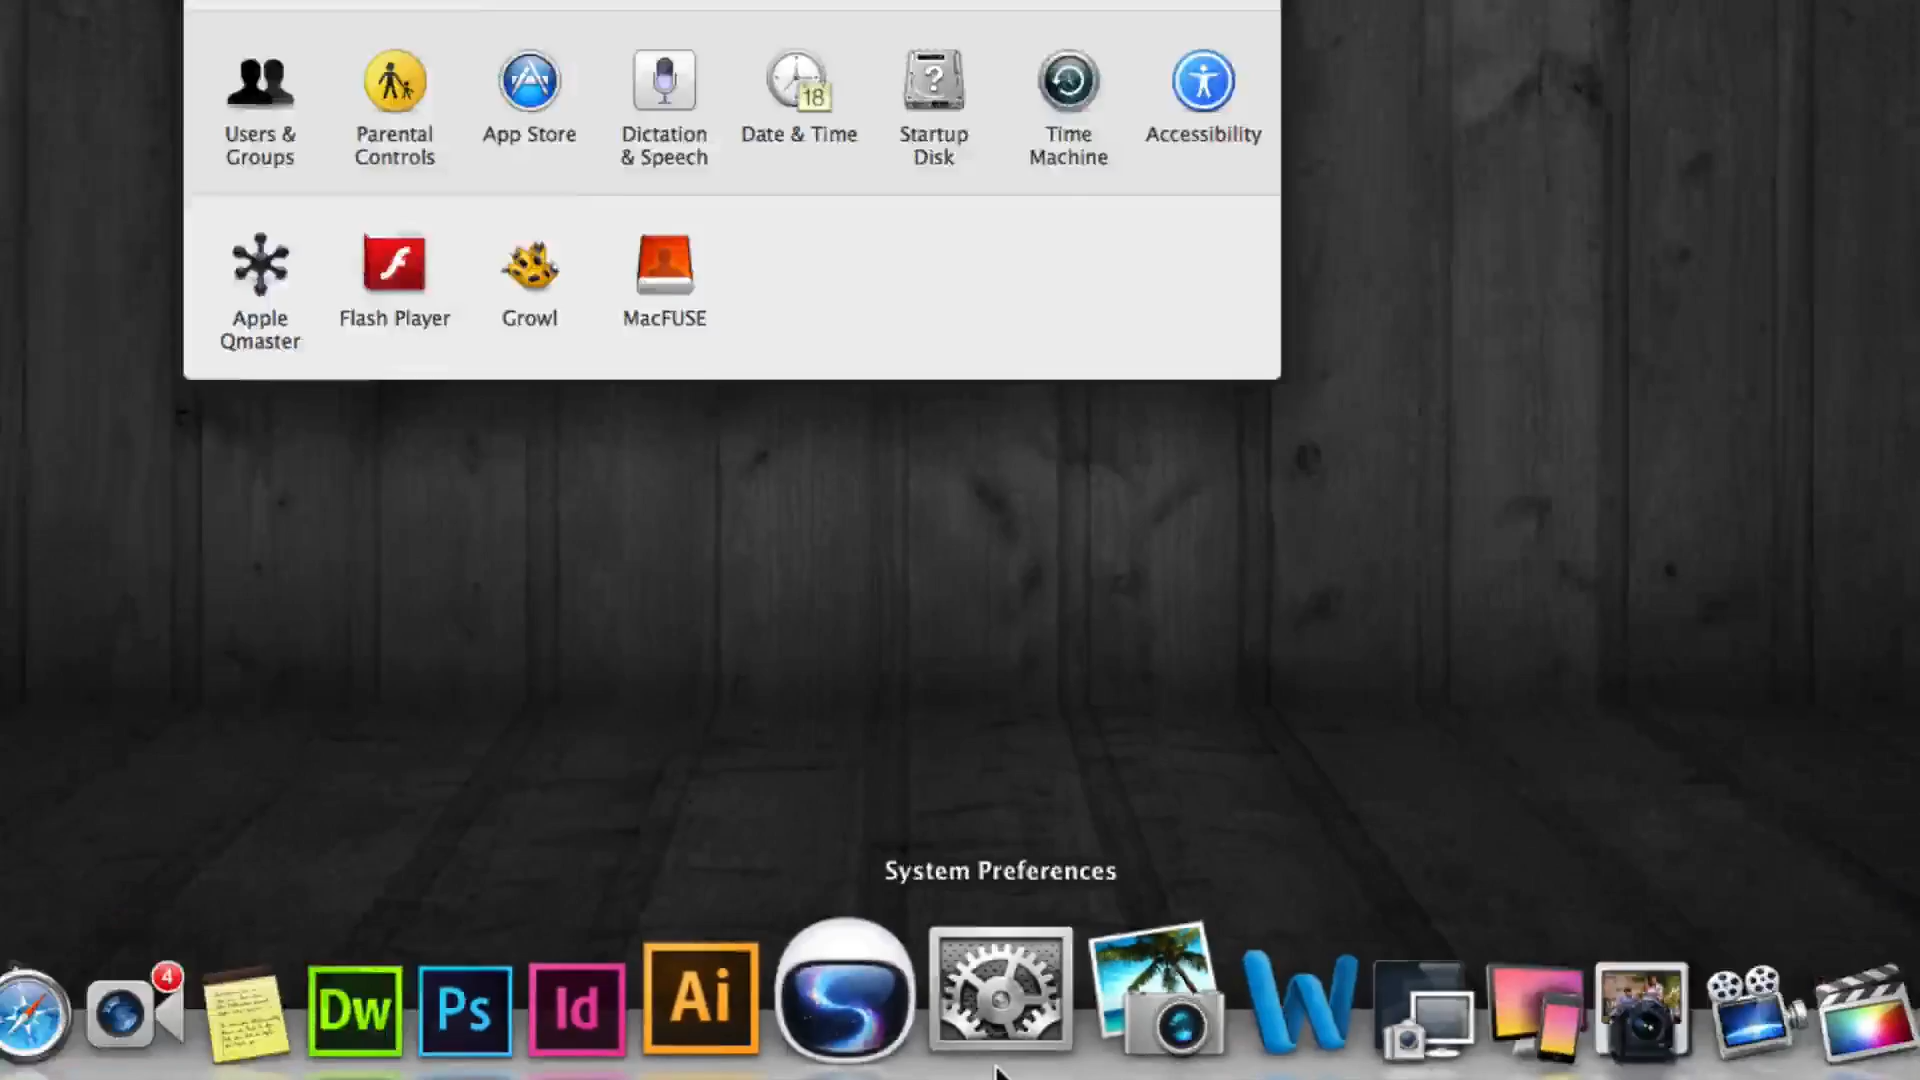 18
?
Users &
Groups
Parental
Controls
App Store
Dictation
& Speech
Date & Time
Startup
Disk
Time
Machine
Accessibility
Apple
Qmaster
Flash Player
Growl
MacFUSE
System Preferences
4
Dw
Ps
Id
Ai
W